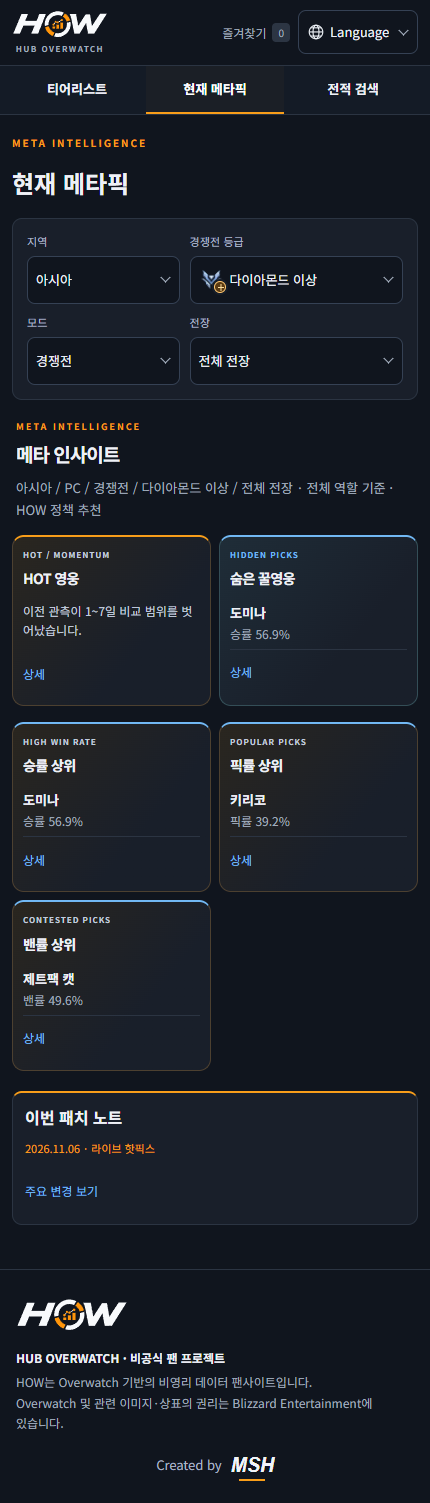 HOW
HUB OVERWATCH
즐겨찾기 0
Language
티어리스트 현재 메타픽 전적 검색
META INTELLIGENCE
현재 메타픽
지역 경쟁전 등급
아시아 다이아몬드 이상
모드 전장
경쟁전 전체 전장
META INTELLIGENCE
메타 인사이트
아시아 / PC / 경쟁전 / 다이아몬드 이상 / 전체 전장 · 전체 역할 기준 ·
HOW 정책 추천
HOT / MOMENTUM
HOT 영웅
이전 관측이 1~7일 비교 범위를 벗
어났습니다.
상세
HIDDEN PICKS
숨은 꿀영웅
도미나
승률 56.9%
상세
HIGH WIN RATE
승률 상위
도미나
승률 56.9%
상세
POPULAR PICKS
픽률 상위
키리코
픽률 39.2%
상세
CONTESTED PICKS
밴률 상위
제트팩 캣
밴률 49.6%
상세
이번 패치 노트
2026.11.06 · 라이브 핫픽스
주요 변경 보기
HOW
HUB OVERWATCH · 비공식 팬 프로젝트
HOW는 Overwatch 기반의 비영리 데이터 팬사이트입니다.
Overwatch 및 관련 이미지·상표의 권리는 Blizzard Entertainment에
있습니다.
Created by MSH